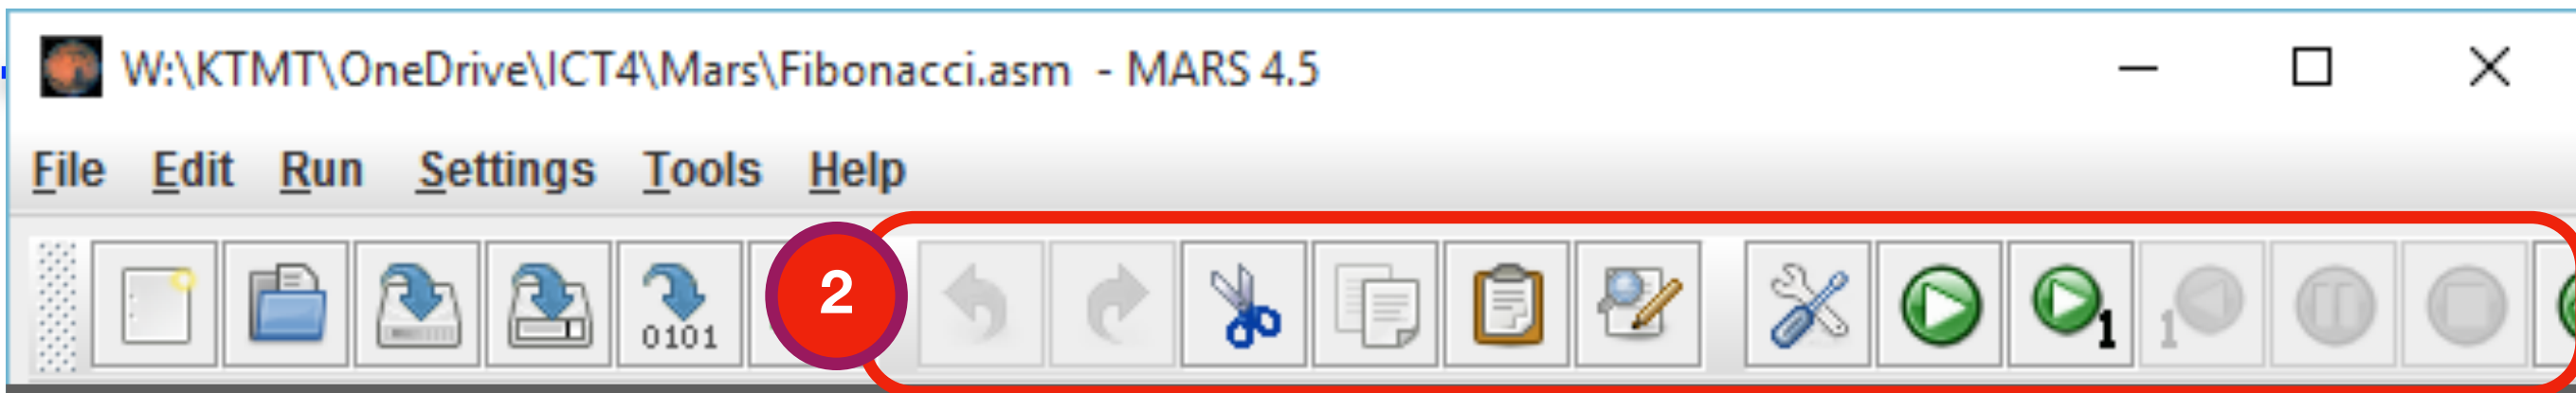 W:\KTMT\OneDrive\ICT4\Mars\Fibonacci.asm - MARS 4.5
File Edit Run Settings Tools Help
0101 2 1 1